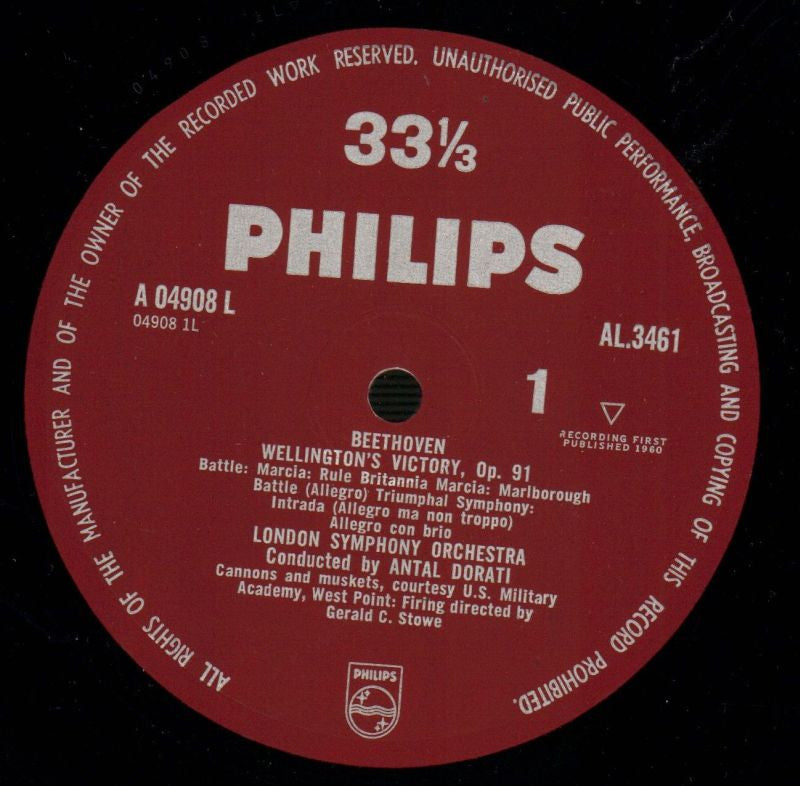 ALL RIGHTS OF THE MANUFACTURER AND OF THE OWNER OF THE RECORDED WORK RESERVED. UNAUTHORISED PUBLIC PERFORMANCE, BROADCASTING AND COPYING OF THIS RECORD PROHIBITED.
33⅓
PHILIPS
A 04908 L
04908 1L
AL.3461
1
RECORDING FIRST
PUBLISHED 1960
BEETHOVEN
WELLINGTON'S VICTORY, Op. 91
Battle: Marcia: Rule Britannia Marcia: Marlborough
Battle (Allegro) Triumphal Symphony:
Intrada (Allegro ma non troppo)
Allegro con brio
LONDON SYMPHONY ORCHESTRA
Conducted by ANTAL DORATI
Cannons and muskets, courtesy U.S. Military
Academy, West Point: Firing directed by
Gerald C. Stowe
PHILIPS